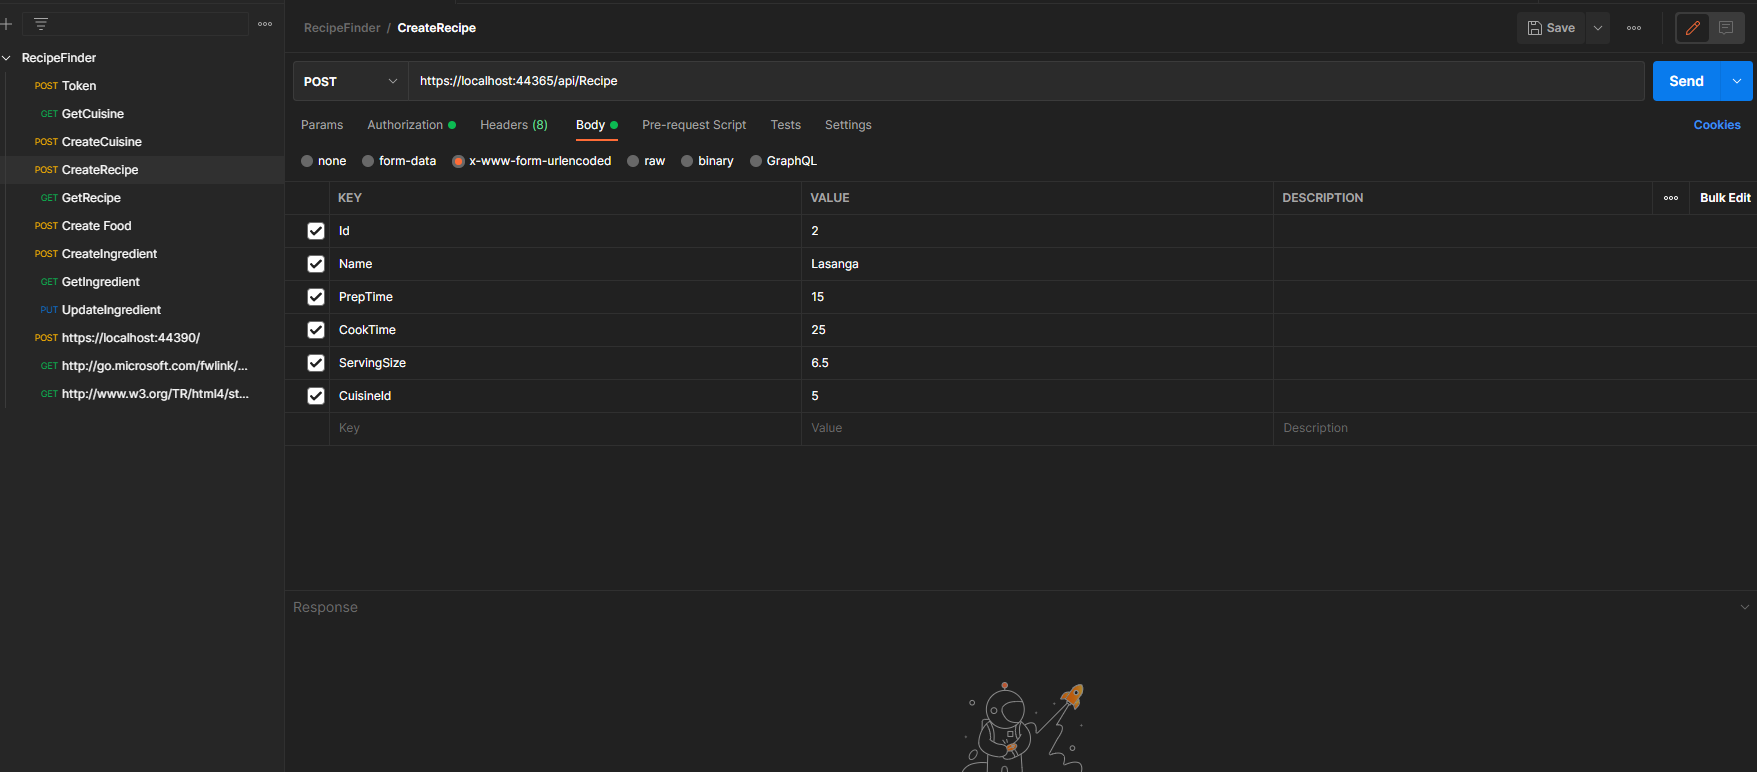 RecipeFinder / CreateRecipe
Save
RecipeFinder
POST Token
GET GetCuisine
POST CreateCuisine
POST CreateRecipe
GET GetRecipe
POST Create Food
POST CreateIngredient
GET GetIngredient
PUT UpdateIngredient
POST https://localhost:44390/
GET http://go.microsoft.com/fwlink/...
GET http://www.w3.org/TR/html4/st...
POST https://localhost:44365/api/Recipe Send
Params Authorization Headers (8) Body Pre-request Script Tests Settings Cookies
none form-data x-www-form-urlencoded raw binary GraphQL
KEY VALUE DESCRIPTION Bulk Edit
Id 2
Name Lasanga
PrepTime 15
CookTime 25
ServingSize 6.5
CuisineId 5
Key Value Description
Response